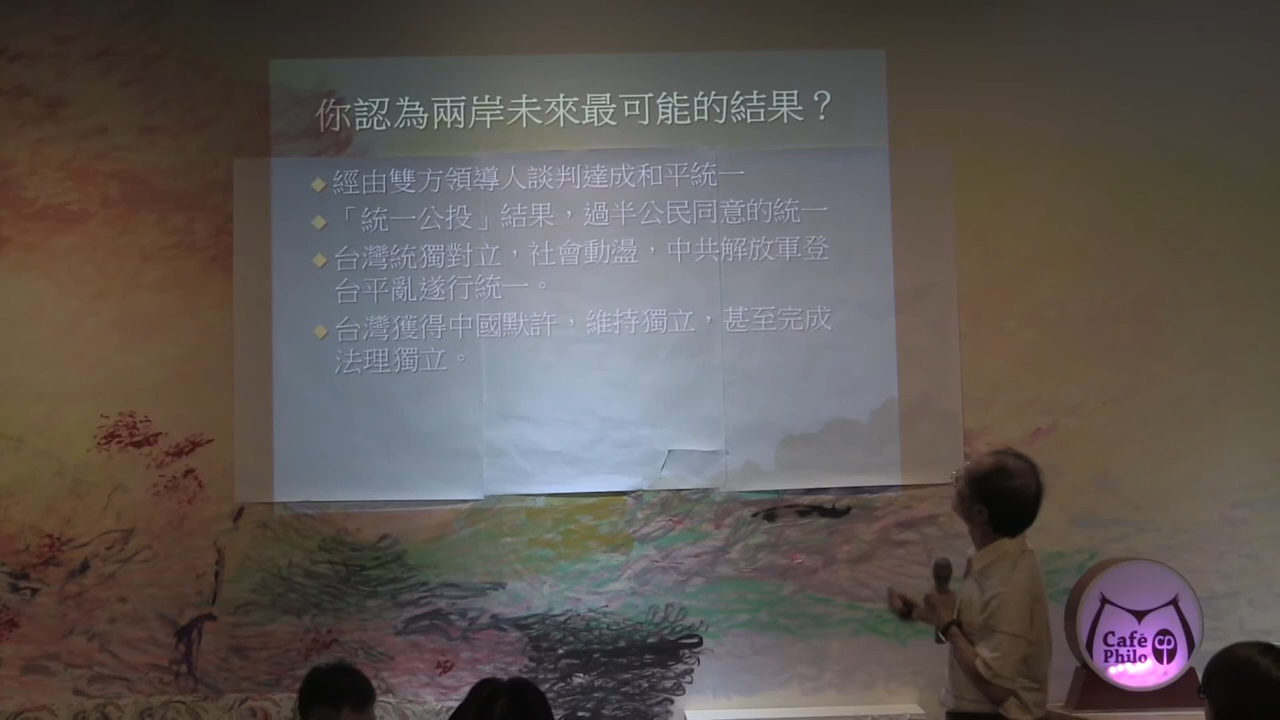 你認為兩岸未來最可能的結果？
經由雙方領導人談判達成和平統一
「統一公投」結果，過半公民同意的統一
台灣統獨對立，社會動盪，中共解放軍登
台平亂遂行統一。
台灣獲得中國默許，維持獨立，甚至完成
法理獨立。
Café
Philo